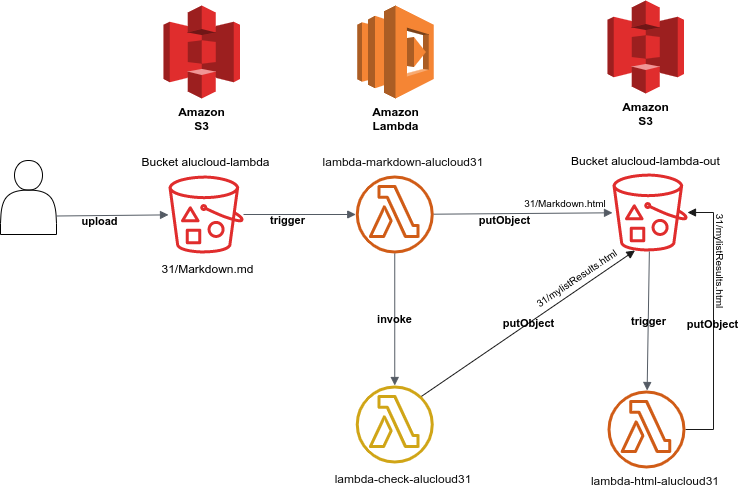 Amazon
S3
Amazon
Lambda
Amazon
S3
Bucket alucloud-lambda
lambda-markdown-alucloud31
Bucket alucloud-lambda-out
upload
trigger
31/Markdown.html
putObject
31/Markdown.md
31/mylistResults.html
31/mylistResults.html
invoke
putObject
trigger
putObject
lambda-check-alucloud31
lambda-html-alucloud31